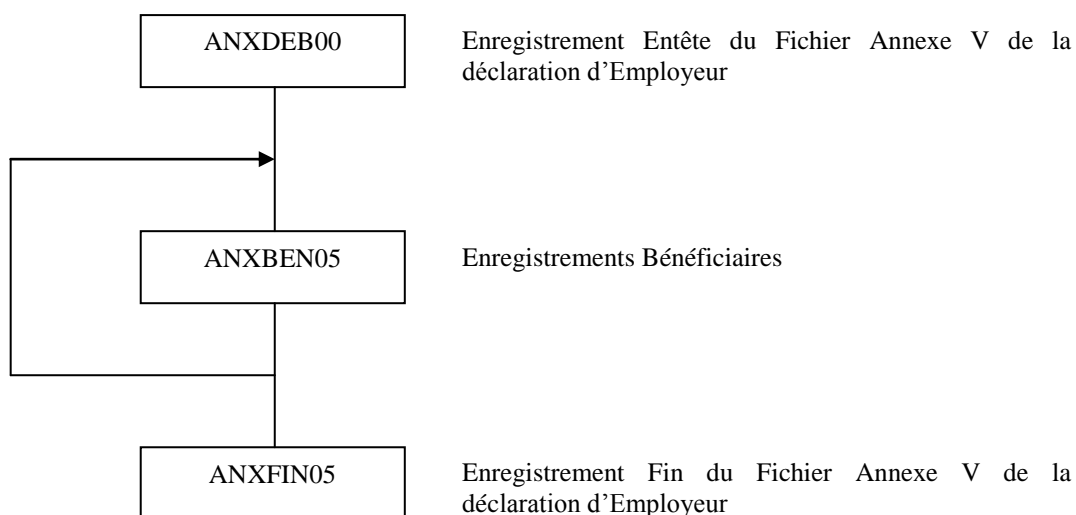 ANXDEB00
Enregistrement Entête du Fichier Annexe V de la
déclaration d'Employeur
ANXBEN05
Enregistrements Bénéficiaires
ANXFIN05
Enregistrement Fin du Fichier Annexe V de la
déclaration d'Employeur